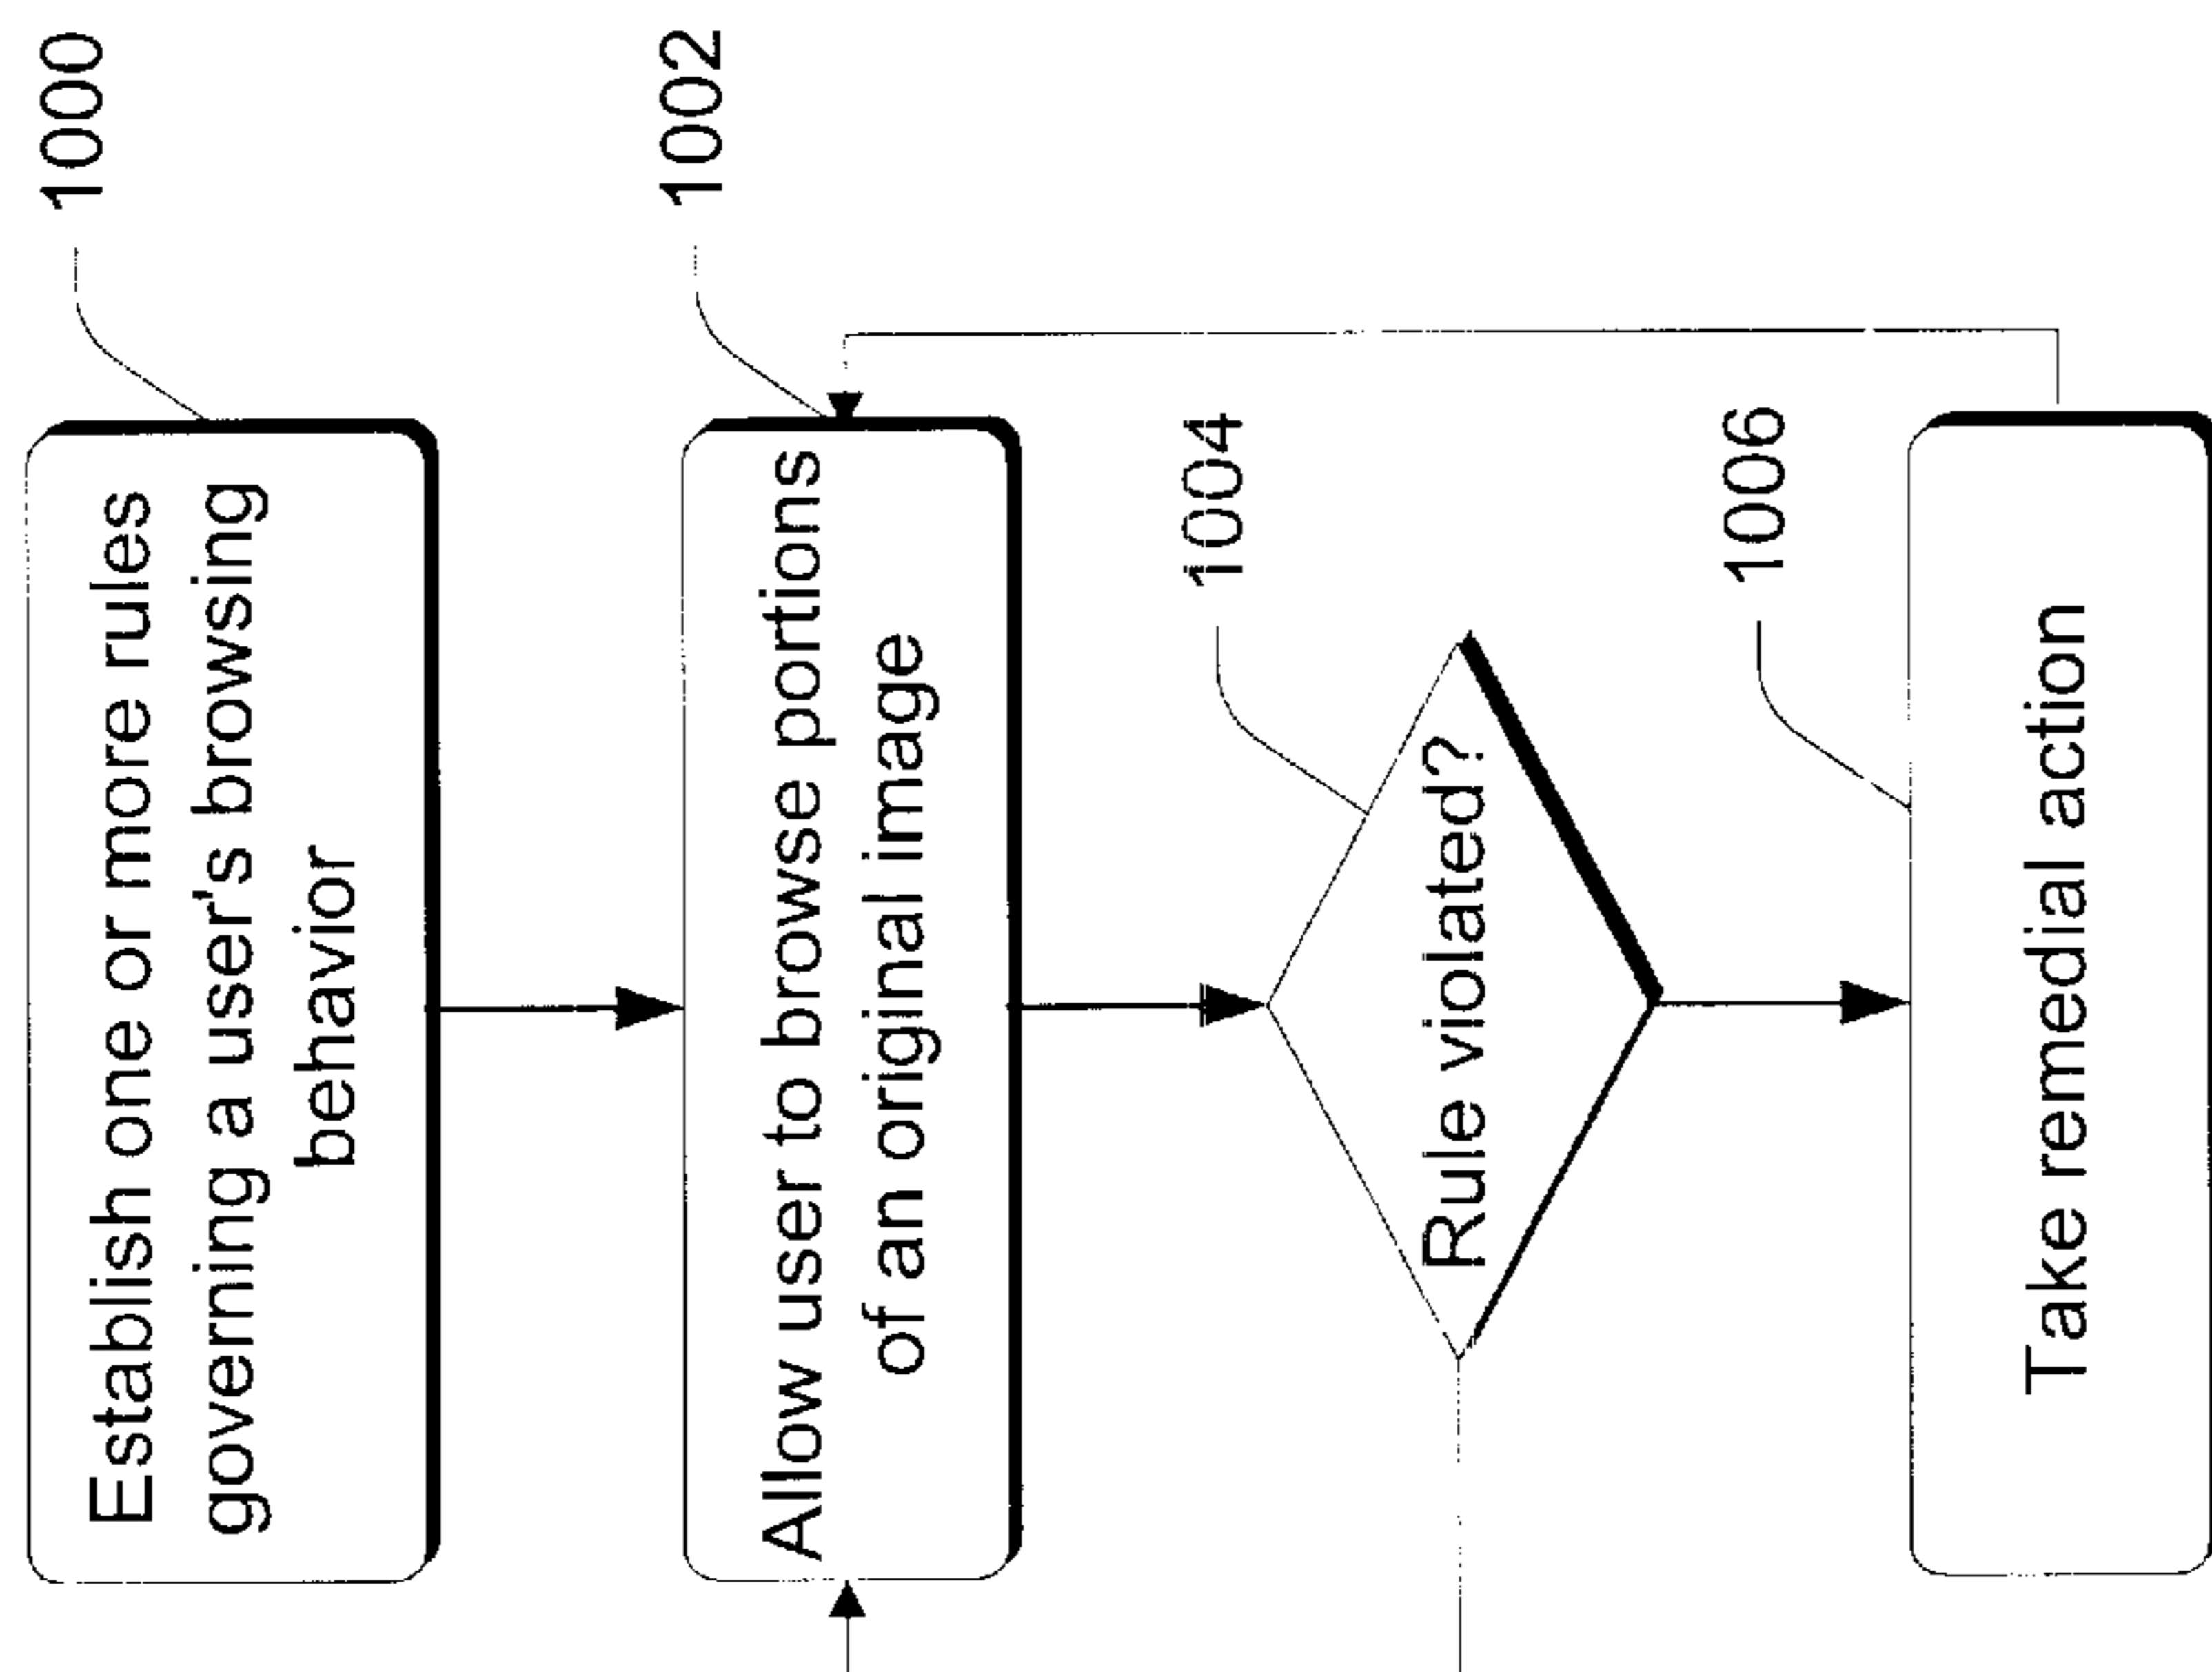 1000
Establish one or more rules
governing a user's browsing
behavior
1002
Allow user to browse portions
of an original image
1004
Rule violated?
1006
Take remedial action